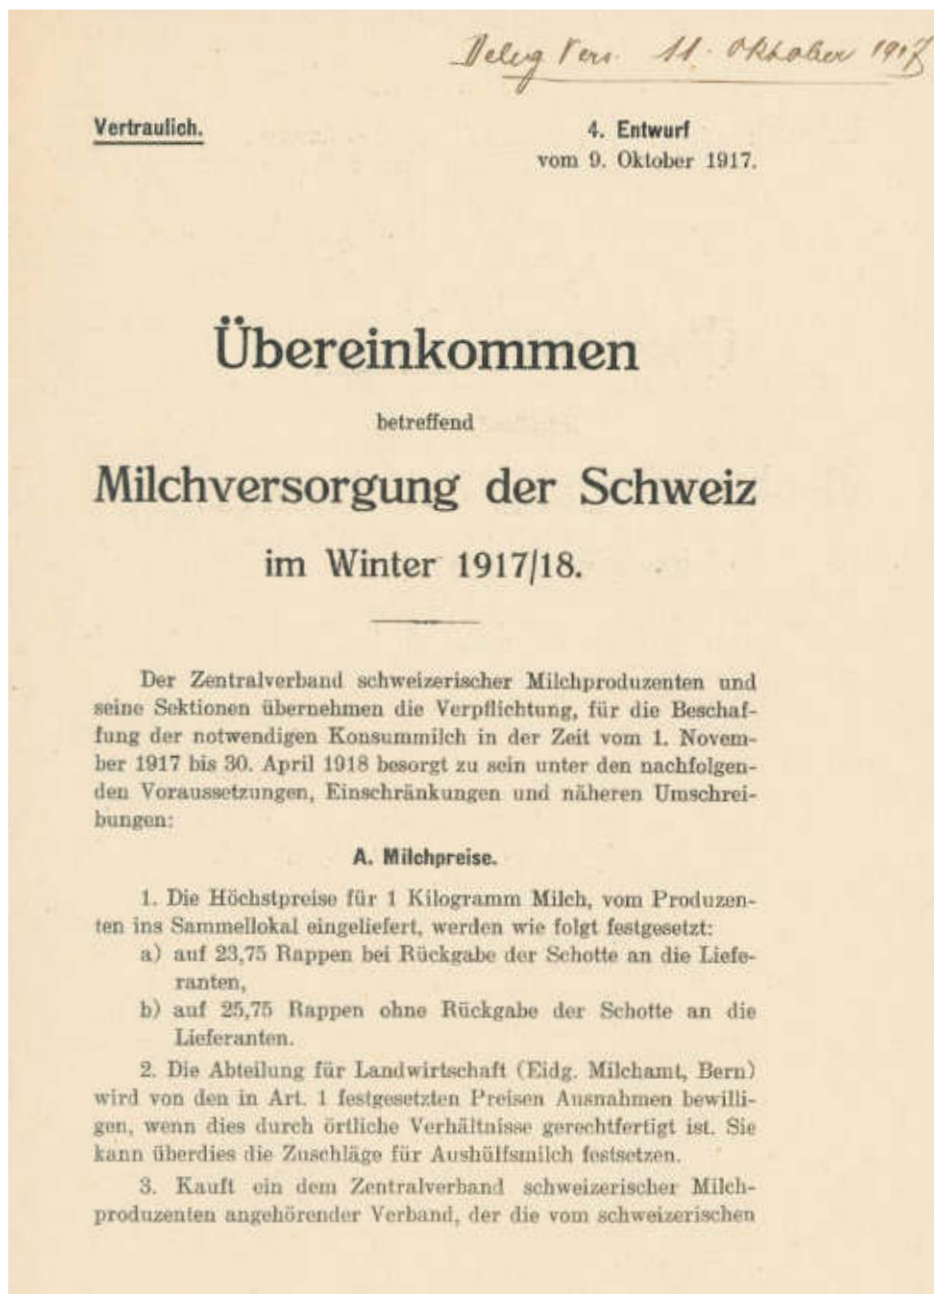 Deleg Vers. 11. Oktober 1917
Vertraulich.
4. Entwurf
vom 9. Oktober 1917.
Übereinkommen
betreffend
Milchversorgung der Schweiz
im Winter 1917/18.
Der Zentralverband schweizerischer Milchproduzenten und
seine Sektionen übernehmen die Verpflichtung, für die Beschaf-
fung der notwendigen Konsummilch in der Zeit vom 1. Novem-
ber 1917 bis 30. April 1918 besorgt zu sein unter den nachfolgen-
den Voraussetzungen, Einschränkungen und näheren Umschrei-
bungen:
A. Milchpreise.
1. Die Höchstpreise für 1 Kilogramm Milch, vom Produzen-
ten ins Sammellokal eingeliefert, werden wie folgt festgesetzt:
a) auf 23,75 Rappen bei Rückgabe der Schotte an die Liefe-
ranten,
b) auf 25,75 Rappen ohne Rückgabe der Schotte an die
Lieferanten.
2. Die Abteilung für Landwirtschaft (Eidg. Milchamt, Bern)
wird von den in Art. 1 festgesetzten Preisen Ausnahmen bewilli-
gen, wenn dies durch örtliche Verhältnisse gerechtfertigt ist. Sie
kann überdies die Zuschläge für Aushülfsmilch festsetzen.
3. Kauft ein dem Zentralverband schweizerischer Milch-
produzenten angehörender Verband, der die vom schweizerischen